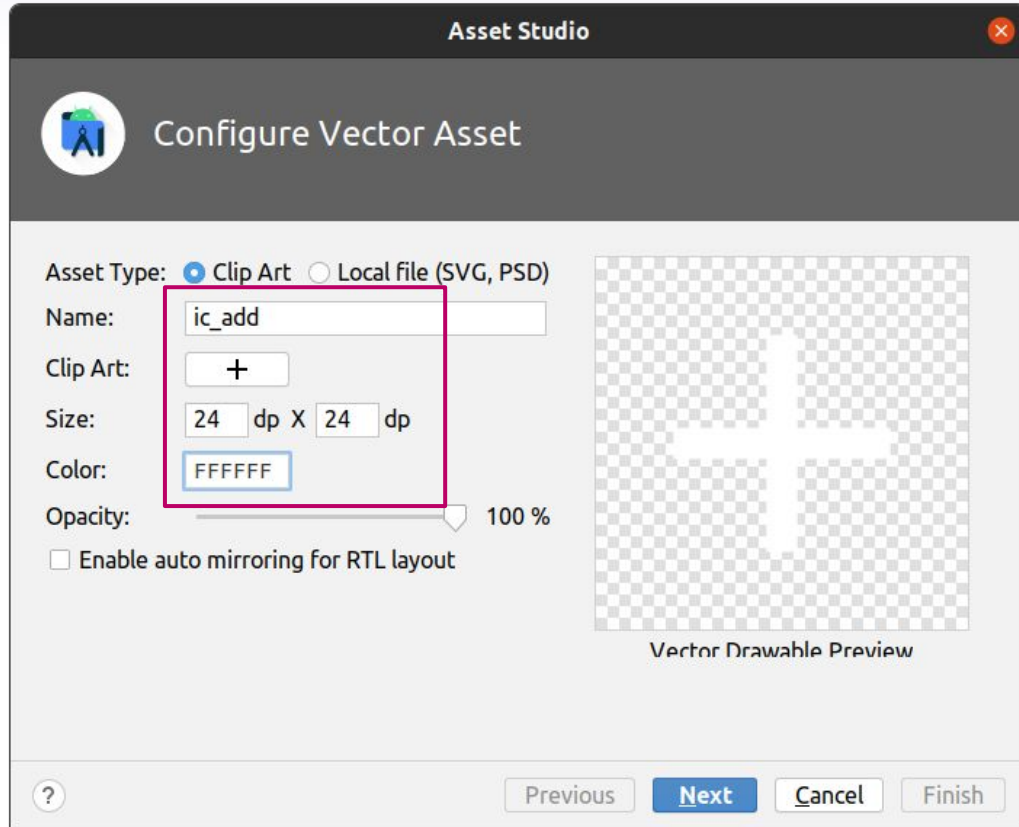 Asset Studio
Configure Vector Asset
Asset Type: Clip Art Local file (SVG, PSD)
Name: ic_add
Clip Art: +
Size: 24 dp X 24 dp
Color: FFFFFF
Opacity: 100 %
Enable auto mirroring for RTL layout
Vector Drawable Preview
? Previous Next Cancel Finish